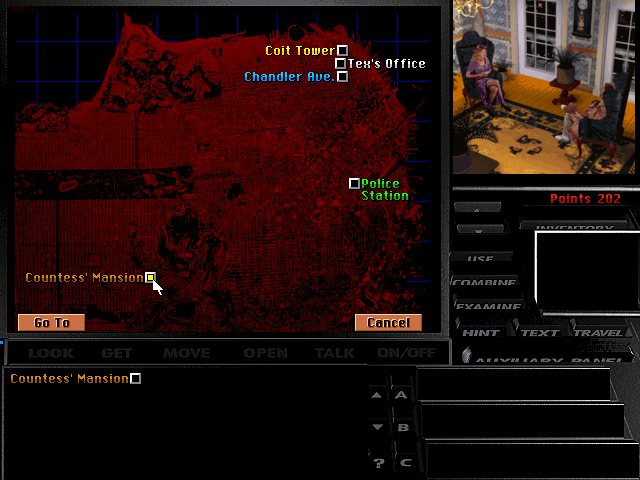 Coit Tower
Tex's Office
Chandler Ave.
Police
Station
Countess' Mansion
Go To
Cancel
Points 202
INVENTORY
USE
COMBINE
EXAMINE
HINT
TEXT
TRAVEL
LOOK
GET
MOVE
OPEN
TALK
ON/OFF
AUXILIARY PANEL
Countess' Mansion
A
B
?
C